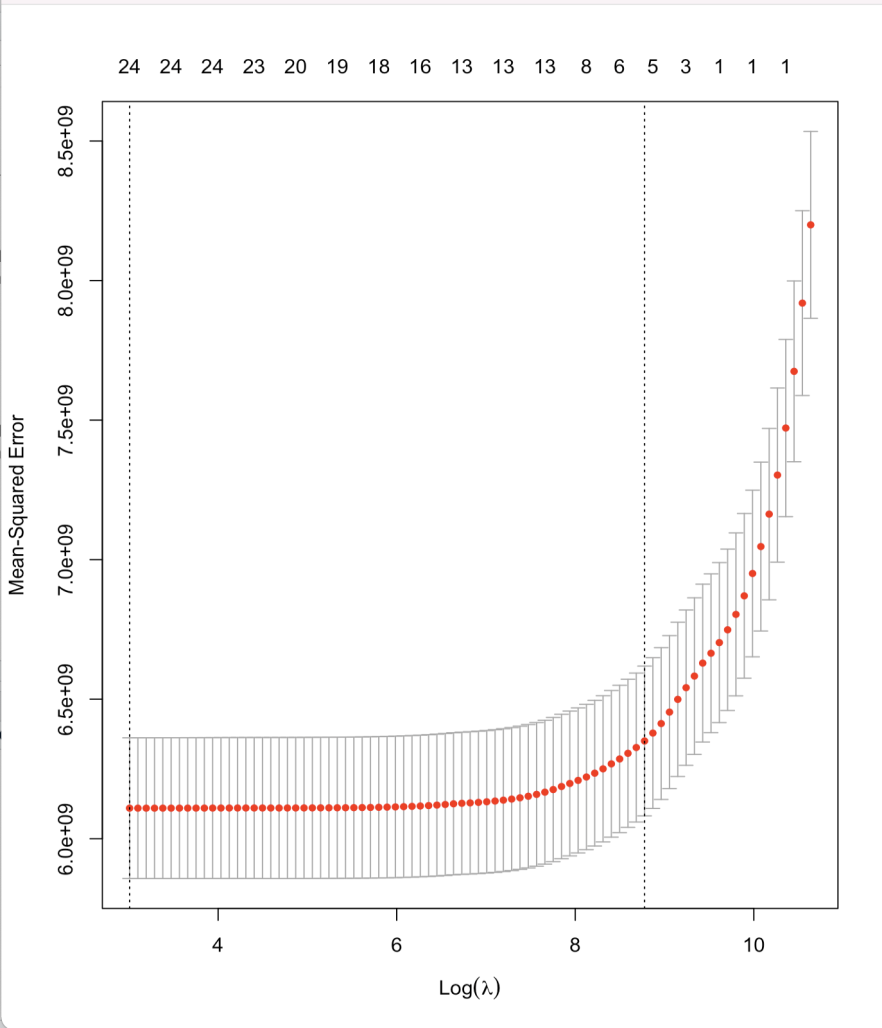 24 24 24 23 20 19 18 16 13 13 13 8 6 5 3 1 1 1
8.5e+09
8.0e+09
7.5e+09
7.0e+09
6.5e+09
6.0e+09
Mean-Squared Error
4 6 8 10
Log(λ)